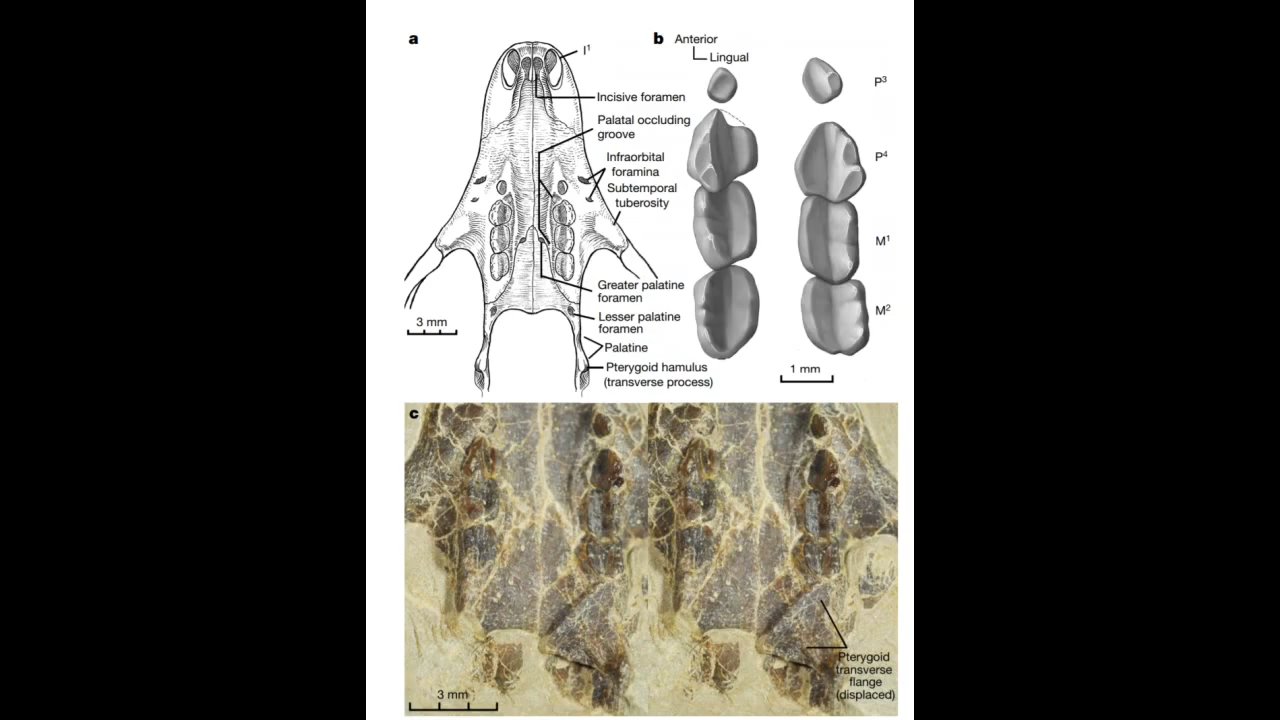 a
I¹
Incisive foramen
Palatal occluding
groove
Infraorbital
foramina
Subtemporal
tuberosity
Greater palatine
foramen
Lesser palatine
foramen
Palatine
Pterygoid hamulus
(transverse process)
3 mm
b
Anterior
Lingual
P³
P⁴
M¹
M²
1 mm
c
Pterygoid
transverse
flange
(displaced)
3 mm